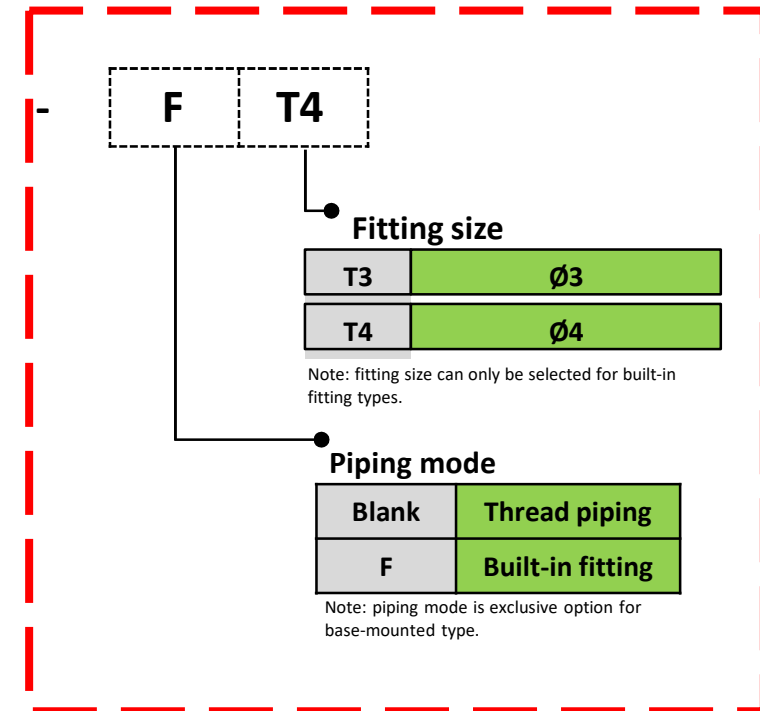 - F T4
Fitting size
T3 Ø3
T4 Ø4
Note: fitting size can only be selected for built-in
fitting types.
Piping mode
Blank Thread piping
F Built-in fitting
Note: piping mode is exclusive option for
base-mounted type.